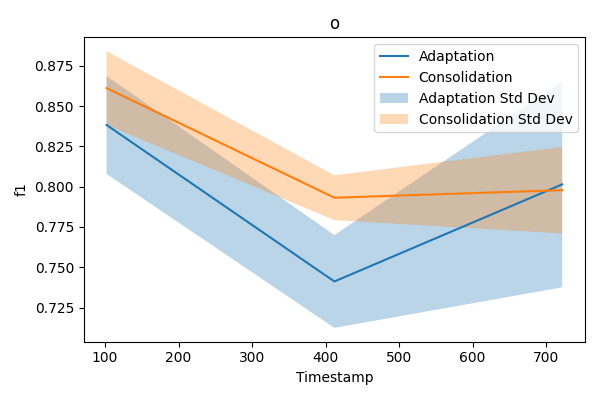 o
Adaptation
Consolidation
Adaptation Std Dev
Consolidation Std Dev
f1
0.875
0.850
0.825
0.800
0.775
0.750
0.725
100 200 300 400 500 600 700
Timestamp